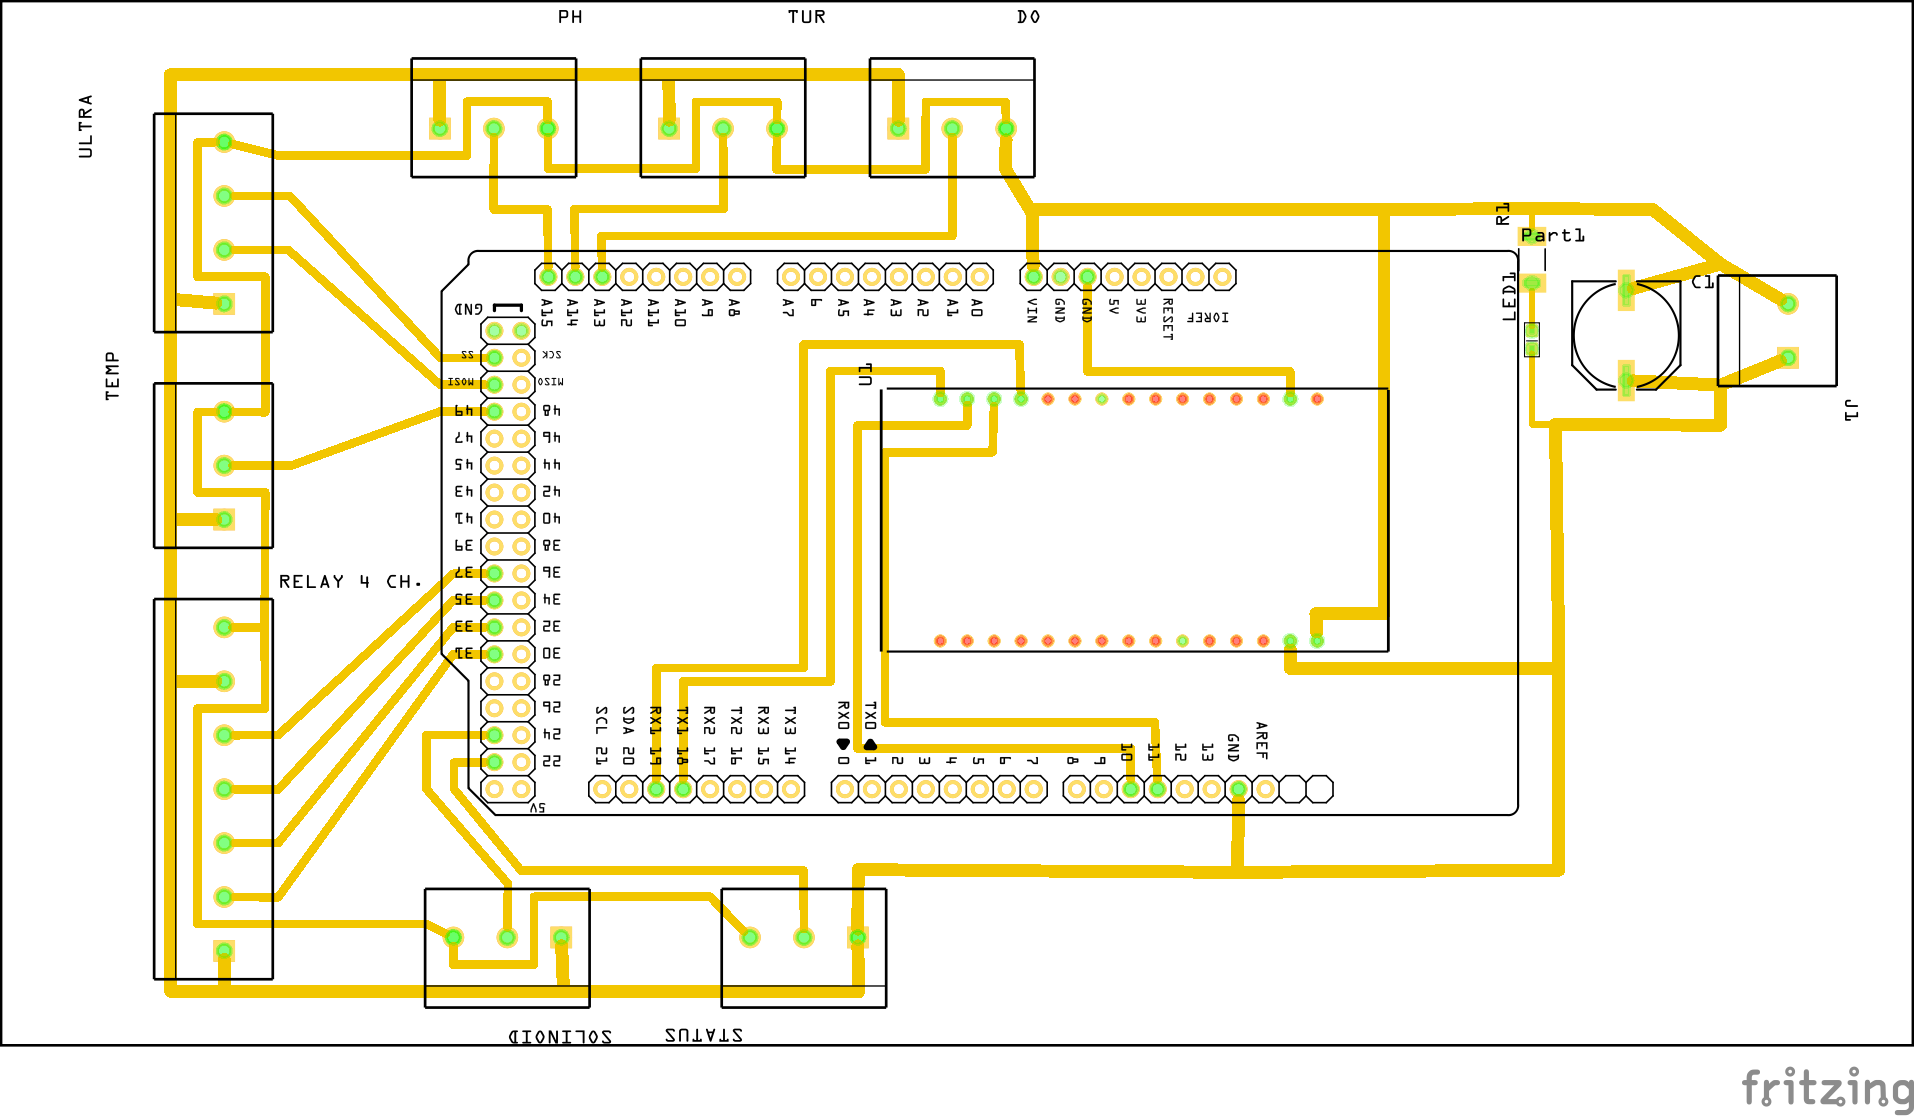 PH TUR DO
ULTRA
R1
Part1
LED1
C1
J1
A15 A14 A13 A12 A11 A10 A9 A8
A7 6 A5 A4 A3 A2 A1 A0
VIN GND GND 5V 3V3 RESET IOREF
GND
SS SCK
MOSI MISO
49 48
47 46
45 44
43 42
41 40
39 38
37 36
35 34
33 32
31 30
28
26
24
22
5V
TEMP
U1
RELAY 4 CH.
SCL 21 SDA 20 RX1 19 TX1 18 RX2 17 TX2 16 RX3 15 TX3 14
RX0 0 TX0 1 2 3 4 5 6 7
8 9 10 11 12 13 GND AREF
SOLINOID STATUS
fritzing